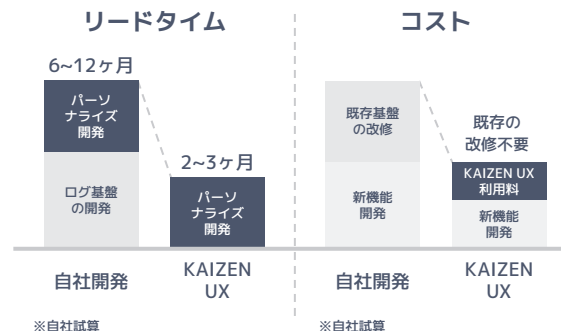 リードタイム
6~12ヶ月
パーソ
ナライズ
開発
ログ基盤
の開発
2~3ヶ月
パーソ
ナライズ
開発
自社開発
KAIZEN
UX
※自社試算
コスト
既存基盤
の改修
新機能
開発
既存の
改修不要
KAIZEN UX
利用料
新機能
開発
自社開発
KAIZEN
UX
※自社試算